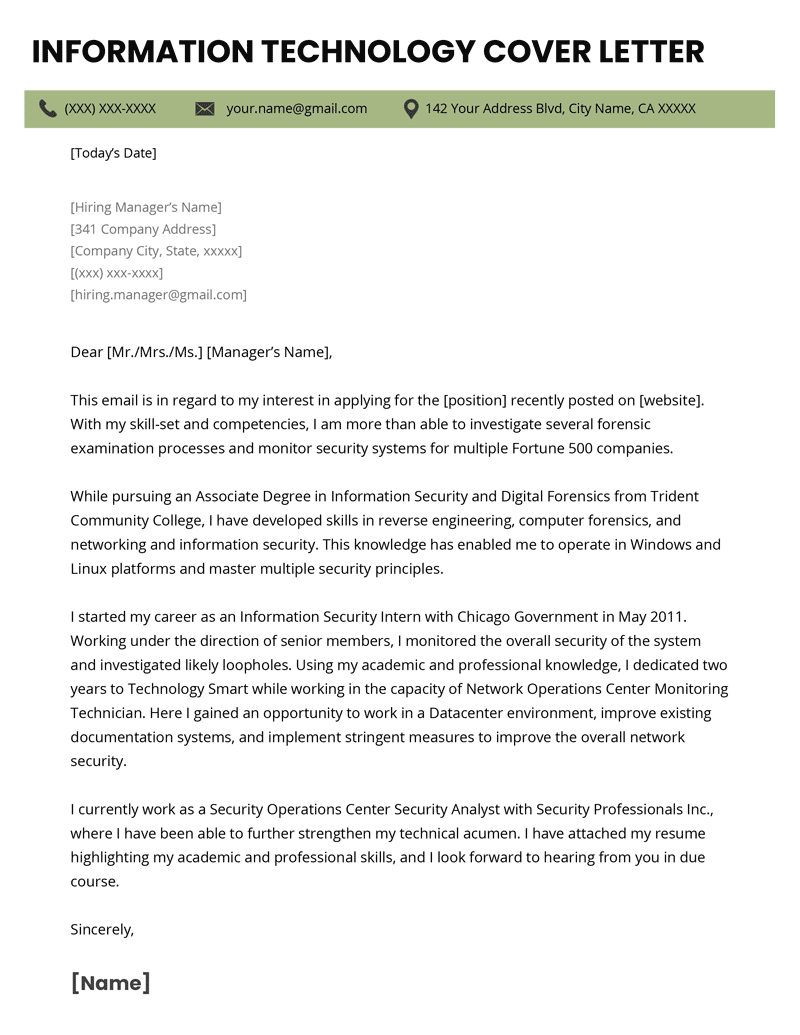 INFORMATION TECHNOLOGY COVER LETTER
(XXX) XXX-XXXX your.name@gmail.com 142 Your Address Blvd, City Name, CA XXXXX
[Today’s Date]
[Hiring Manager’s Name]
[341 Company Address]
[Company City, State, xxxxx]
[(xxx) xxx-xxxx]
[hiring.manager@gmail.com]
Dear [Mr./Mrs./Ms.] [Manager’s Name],
This email is in regard to my interest in applying for the [position] recently posted on [website].
With my skill-set and competencies, I am more than able to investigate several forensic
examination processes and monitor security systems for multiple Fortune 500 companies.
While pursuing an Associate Degree in Information Security and Digital Forensics from Trident
Community College, I have developed skills in reverse engineering, computer forensics, and
networking and information security. This knowledge has enabled me to operate in Windows and
Linux platforms and master multiple security principles.
I started my career as an Information Security Intern with Chicago Government in May 2011.
Working under the direction of senior members, I monitored the overall security of the system
and investigated likely loopholes. Using my academic and professional knowledge, I dedicated two
years to Technology Smart while working in the capacity of Network Operations Center Monitoring
Technician. Here I gained an opportunity to work in a Datacenter environment, improve existing
documentation systems, and implement stringent measures to improve the overall network
security.
I currently work as a Security Operations Center Security Analyst with Security Professionals Inc.,
where I have been able to further strengthen my technical acumen. I have attached my resume
highlighting my academic and professional skills, and I look forward to hearing from you in due
course.
Sincerely,
[Name]